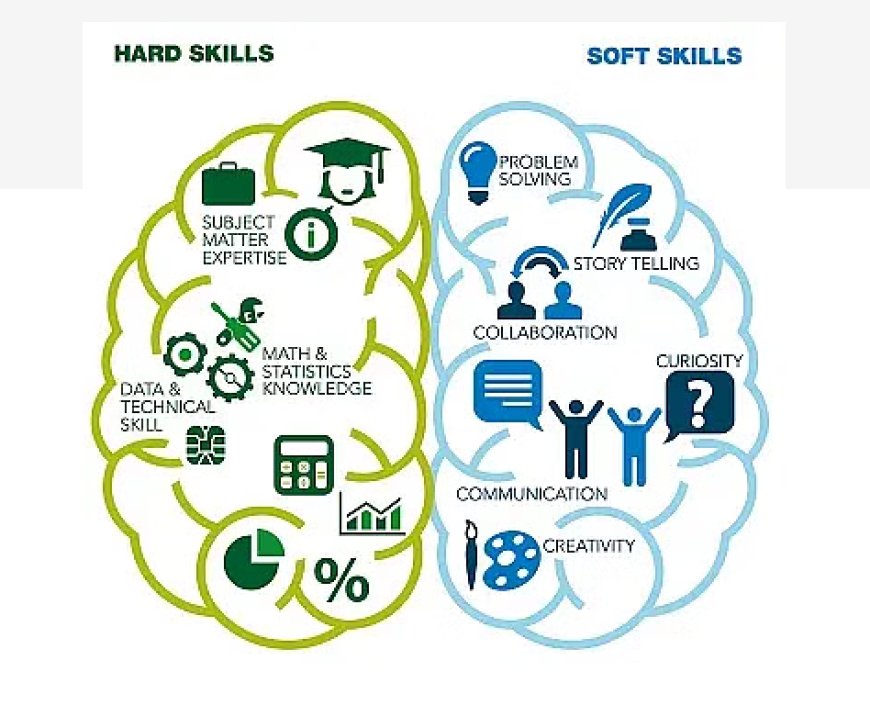 HARD SKILLS
SUBJECT
MATTER
EXPERTISE
i
MATH &
STATISTICS
KNOWLEDGE
DATA &
TECHNICAL
SKILL
%
SOFT SKILLS
PROBLEM
SOLVING
STORY TELLING
COLLABORATION
CURIOSITY
?
COMMUNICATION
CREATIVITY